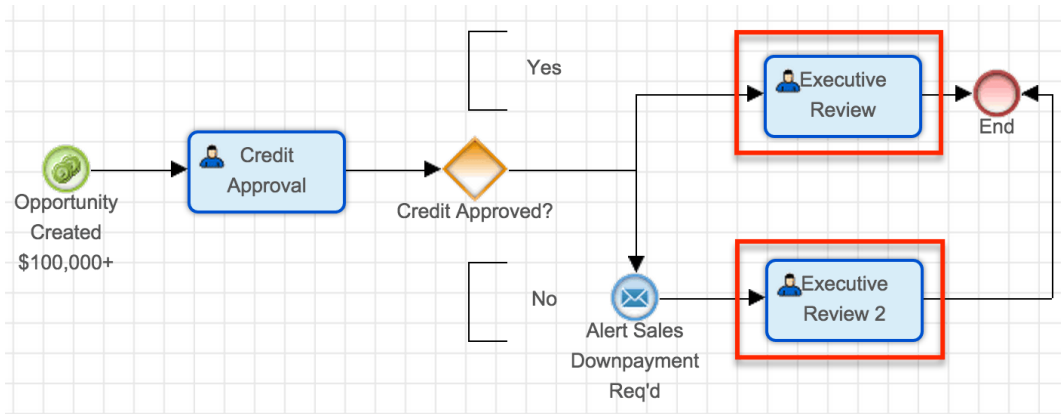 Opportunity
Created
$100,000+
Credit
Approval
Credit Approved?
Yes
No
Executive
Review
End
Alert Sales
Downpayment
Req'd
Executive
Review 2